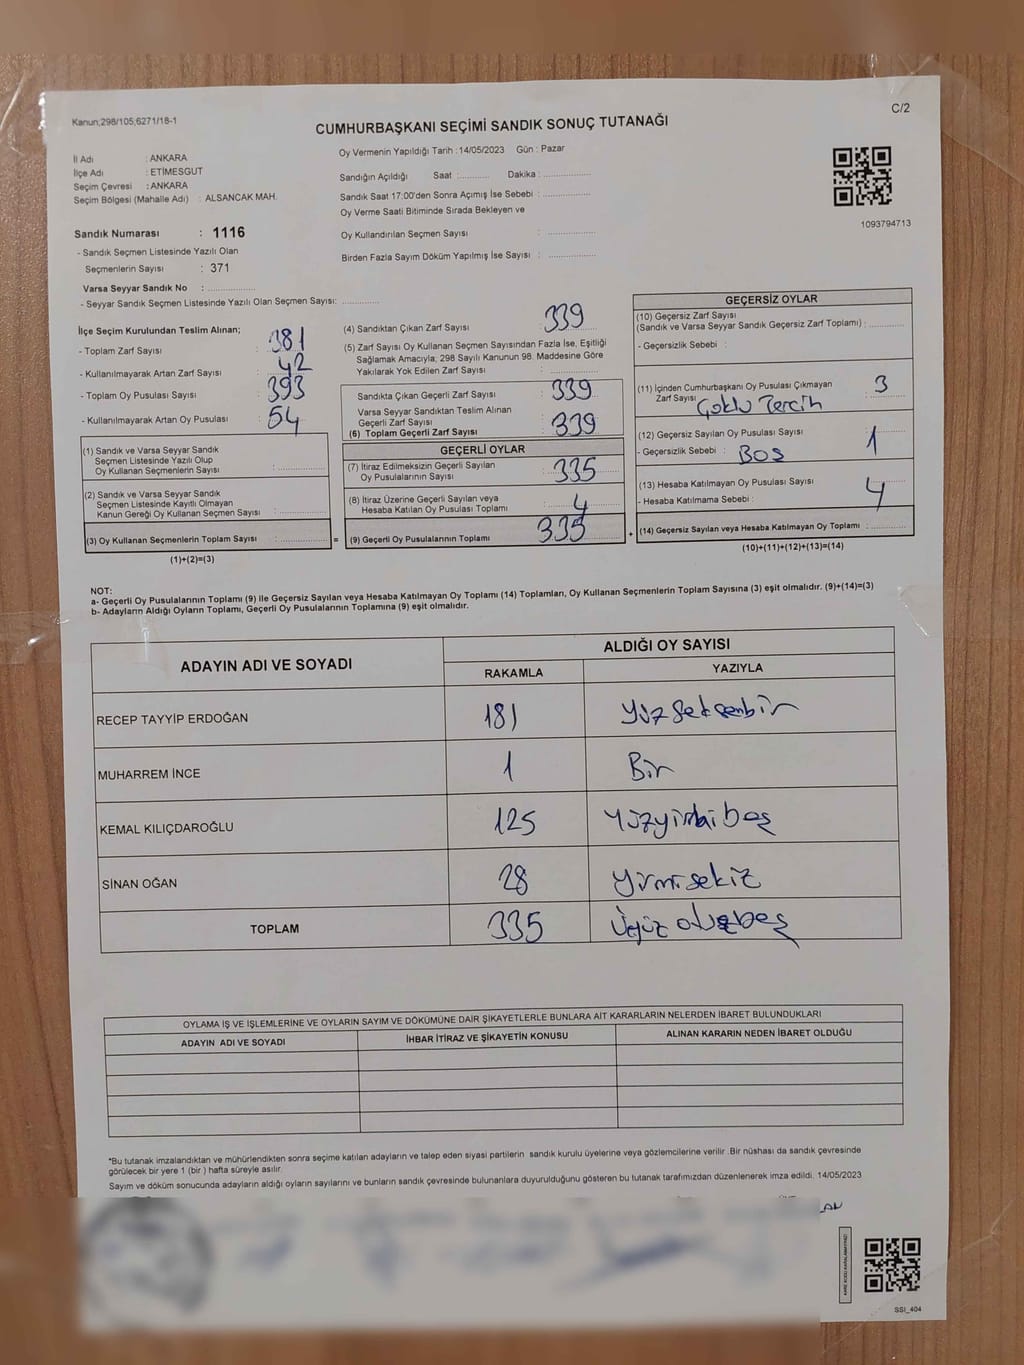 Kanun;298/105,6271/18-1
C/2
CUMHURBAŞKANI SEÇİMİ SANDIK SONUÇ TUTANAĞI
İl Adı : ANKARA
İlçe Adı : ETİMESGUT
Seçim Çevresi : ANKARA
Seçim Bölgesi (Mahalle Adı) : ALSANCAK MAH.
Oy Vermenin Yapıldığı Tarih :14/05/2023 Gün : Pazar
Sandığın Açıldığı Saat :........... Dakika :...............
Sandık Saat 17:00'den Sonra Açımış İse Sebebi :...............
Oy Verme Saati Bitiminde Sırada Bekleyen ve
Oy Kullandırılan Seçmen Sayısı :...............
Birden Fazla Sayım Döküm Yapılmış İse Sayısı :...............
1093794713
Sandık Numarası : 1116
- Sandık Seçmen Listesinde Yazılı Olan
Seçmenlerin Sayısı : 371
Varsa Seyyar Sandık No :...............
- Seyyar Sandık Seçmen Listesinde Yazılı Olan Seçmen Sayısı: ............
İlçe Seçim Kurulundan Teslim Alınan;
- Toplam Zarf Sayısı : 381
- Kullanılmayarak Artan Zarf Sayısı : 42
- Toplam Oy Pusulası Sayısı : 393
- Kullanılmayarak Artan Oy Pusulası : 54
(1) Sandık ve Varsa Seyyar Sandık
Seçmen Listesinde Yazılı Olup
Oy Kullanan Seçmenlerin Sayısı :...............
(2) Sandık ve Varsa Seyyar Sandık
Seçmen Listesinde Kayıtlı Olmayan
Kanun Gereği Oy Kullanan Seçmen Sayısı :...............
(3) Oy Kullanan Seçmenlerin Toplam Sayısı :............... =
(1)+(2)=(3)
(4) Sandıktan Çıkan Zarf Sayısı : 339
(5) Zarf Sayısı Oy Kullanan Seçmen Sayısından Fazla İse, Eşitliği
Sağlamak Amacıyla; 298 Sayılı Kanunun 98. Maddesine Göre
Yakılarak Yok Edilen Zarf Sayısı :...............
Sandıkta Çıkan Geçerli Zarf Sayısı : 339
Varsa Seyyar Sandıktan Teslim Alınan
Geçerli Zarf Sayısı :
(6) Toplam Geçerli Zarf Sayısı : 339
GEÇERLİ OYLAR
(7) İtiraz Edilmeksizin Geçerli Sayılan
Oy Pusulalarının Sayısı : 335
(8) İtiraz Üzerine Geçerli Sayılan veya
Hesaba Katılan Oy Pusulası Toplamı : 4
(9) Geçerli Oy Pusulalarının Toplamı : 335 +
GEÇERSİZ OYLAR
(10) Geçersiz Zarf Sayısı
(Sandık ve Varsa Seyyar Sandık Geçersiz Zarf Toplamı) :............
- Geçersizlik Sebebi :
(11) İçinden Cumhurbaşkanı Oy Pusulası Çıkmayan
Zarf Sayısı : 3
Çoklu Tercih
(12) Geçersiz Sayılan Oy Pusulası Sayısı : 1
- Geçersizlik Sebebi : BOŞ
(13) Hesaba Katılmayan Oy Pusulası Sayısı : 4
- Hesaba Katılmama Sebebi :
(14) Geçersiz Sayılan veya Hesaba Katılmayan Oy Toplamı :............
(10)+(11)+(12)+(13)=(14)
NOT:
a- Geçerli Oy Pusulalarının Toplamı (9) ile Geçersiz Sayılan veya Hesaba Katılmayan Oy Toplamı (14) Toplamları, Oy Kullanan Seçmenlerin Toplam Sayısına (3) eşit olmalıdır. (9)+(14)=(3)
b- Adayların Aldığı Oyların Toplamı, Geçerli Oy Pusulalarının Toplamına (9) eşit olmalıdır.
ADAYIN ADI VE SOYADI ALDIĞI OY SAYISI
RAKAMLA YAZIYLA
RECEP TAYYİP ERDOĞAN 181 Yüzseksenbir
MUHARREM İNCE 1 Bir
KEMAL KILIÇDAROĞLU 125 Yüzyirmibeş
SİNAN OĞAN 28 Yirmisekiz
TOPLAM 335 Üçyüz otuzbeş
OYLAMA İŞ VE İŞLEMLERİNE VE OYLARIN SAYIM VE DÖKÜMÜNE DAİR ŞİKAYETLERLE BUNLARA AİT KARARLARIN NELERDEN İBARET BULUNDUKLARI
ADAYIN ADI VE SOYADI İHBAR İTİRAZ VE ŞİKAYETİN KONUSU ALINAN KARARIN NEDEN İBARET OLDUĞU
*Bu tutanak imzalandıktan ve mühürlendikten sonra seçime katılan adayların ve talep eden siyasi partilerin sandık kurulu üyelerine veya gözlemcilerine verilir .Bir nüshası da sandık çevresinde
görülecek bir yere 1 (bir ) hafta süreyle asılır.
Sayım ve döküm sonucunda adayların aldığı oyların sayılarını ve bunların sandık çevresinde bulunanlara duyurulduğunu gösteren bu tutanak tarafımızdan düzenlenerek imza edildi. 14/05/2023
SSI_404